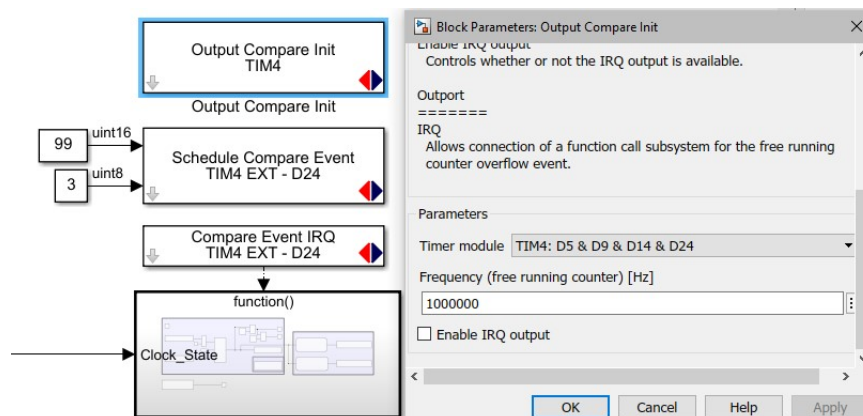 Output Compare Init
TIM4
Output Compare Init
99
uint16
Schedule Compare Event
TIM4 EXT - D24
3
uint8
Compare Event IRQ
TIM4 EXT - D24
function()
Clock_State
Block Parameters: Output Compare Init
Enable IRQ output
Controls whether or not the IRQ output is available.
Outport
=======
IRQ
Allows connection of a function call subsystem for the free running
counter overflow event.
Parameters
Timer module TIM4: D5 & D9 & D14 & D24
Frequency (free running counter) [Hz]
1000000
Enable IRQ output
OK Cancel Help Apply